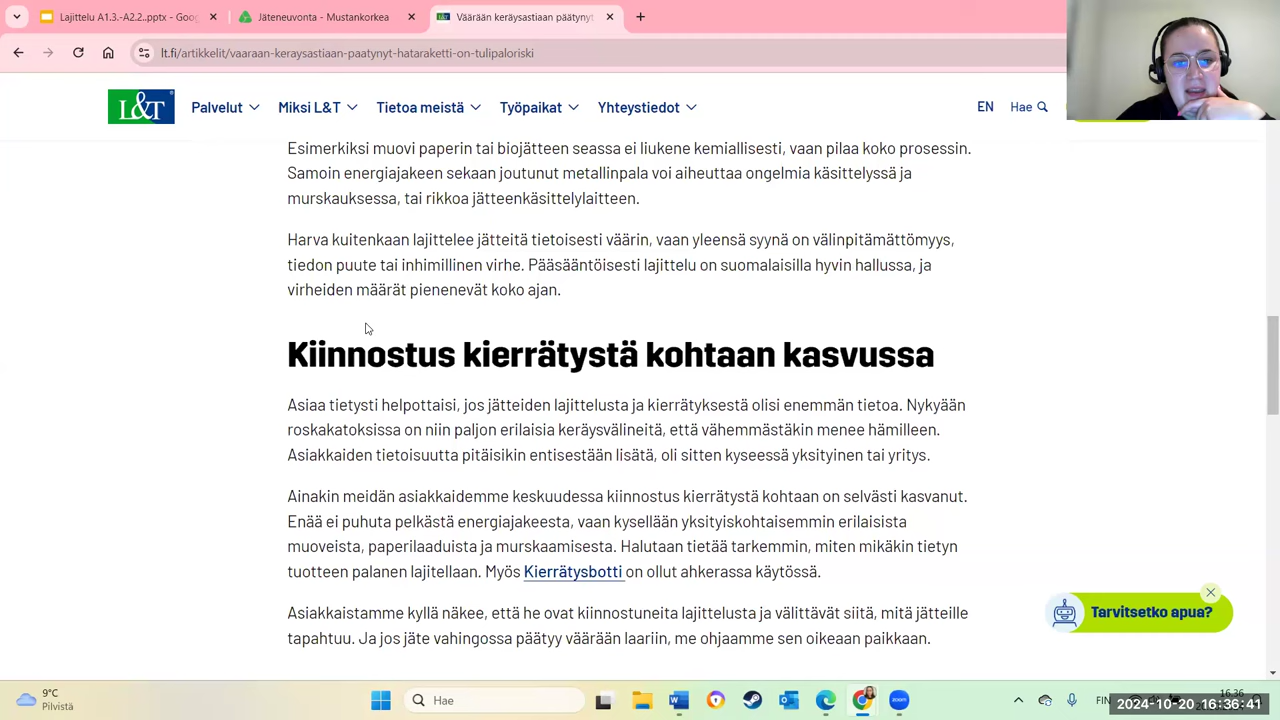 Lajittelu A1.3.-A2.2..pptx - Goo
Jäteneuvonta - Mustankorkea
Väärään keräysastiaan päätynyt
lt.fi/artikkelit/vaaraan-keraysastiaan-paatynyt-hataraketti-on-tulipaloriski
L&T
Palvelut
Miksi L&T
Tietoa meistä
Työpaikat
Yhteystiedot
EN
Hae
Esimerkiksi muovi paperin tai biojätteen seassa ei liukene kemiallisesti, vaan pilaa koko prosessin.
Samoin energiajakeen sekaan joutunut metallinpala voi aiheuttaa ongelmia käsittelyssä ja
murskauksessa, tai rikkoa jätteenkäsittelylaitteen.
Harva kuitenkaan lajittelee jätteitä tietoisesti väärin, vaan yleensä syynä on välinpitämättömyys,
tiedon puute tai inhimillinen virhe. Pääsääntöisesti lajittelu on suomalaisilla hyvin hallussa, ja
virheiden määrät pienenevät koko ajan.
Kiinnostus kierrätystä kohtaan kasvussa
Asiaa tietysti helpottaisi, jos jätteiden lajittelusta ja kierrätyksestä olisi enemmän tietoa. Nykyään
roskakatoksissa on niin paljon erilaisia keräysvälineitä, että vähemmästäkin menee hämilleen.
Asiakkaiden tietoisuutta pitäisikin entisestään lisätä, oli sitten kyseessä yksityinen tai yritys.
Ainakin meidän asiakkaidemme keskuudessa kiinnostus kierrätystä kohtaan on selvästi kasvanut.
Enää ei puhuta pelkästä energiajakeesta, vaan kysellään yksityiskohtaisemmin erilaisista
muoveista, paperilaaduista ja murskaamisesta. Halutaan tietää tarkemmin, miten mikäkin tietyn
tuotteen palanen lajitellaan. Myös Kierrätysbotti on ollut ahkerassa käytössä.
Asiakkaistamme kyllä näkee, että he ovat kiinnostuneita lajittelusta ja välittävät siitä, mitä jätteille
tapahtuu. Ja jos jäte vahingossa päätyy väärään laariin, me ohjaamme sen oikeaan paikkaan.
Tarvitsetko apua?
9°C
Pilvistä
Hae
zoom
FIN
16.36
2024-10-20 16:36:41